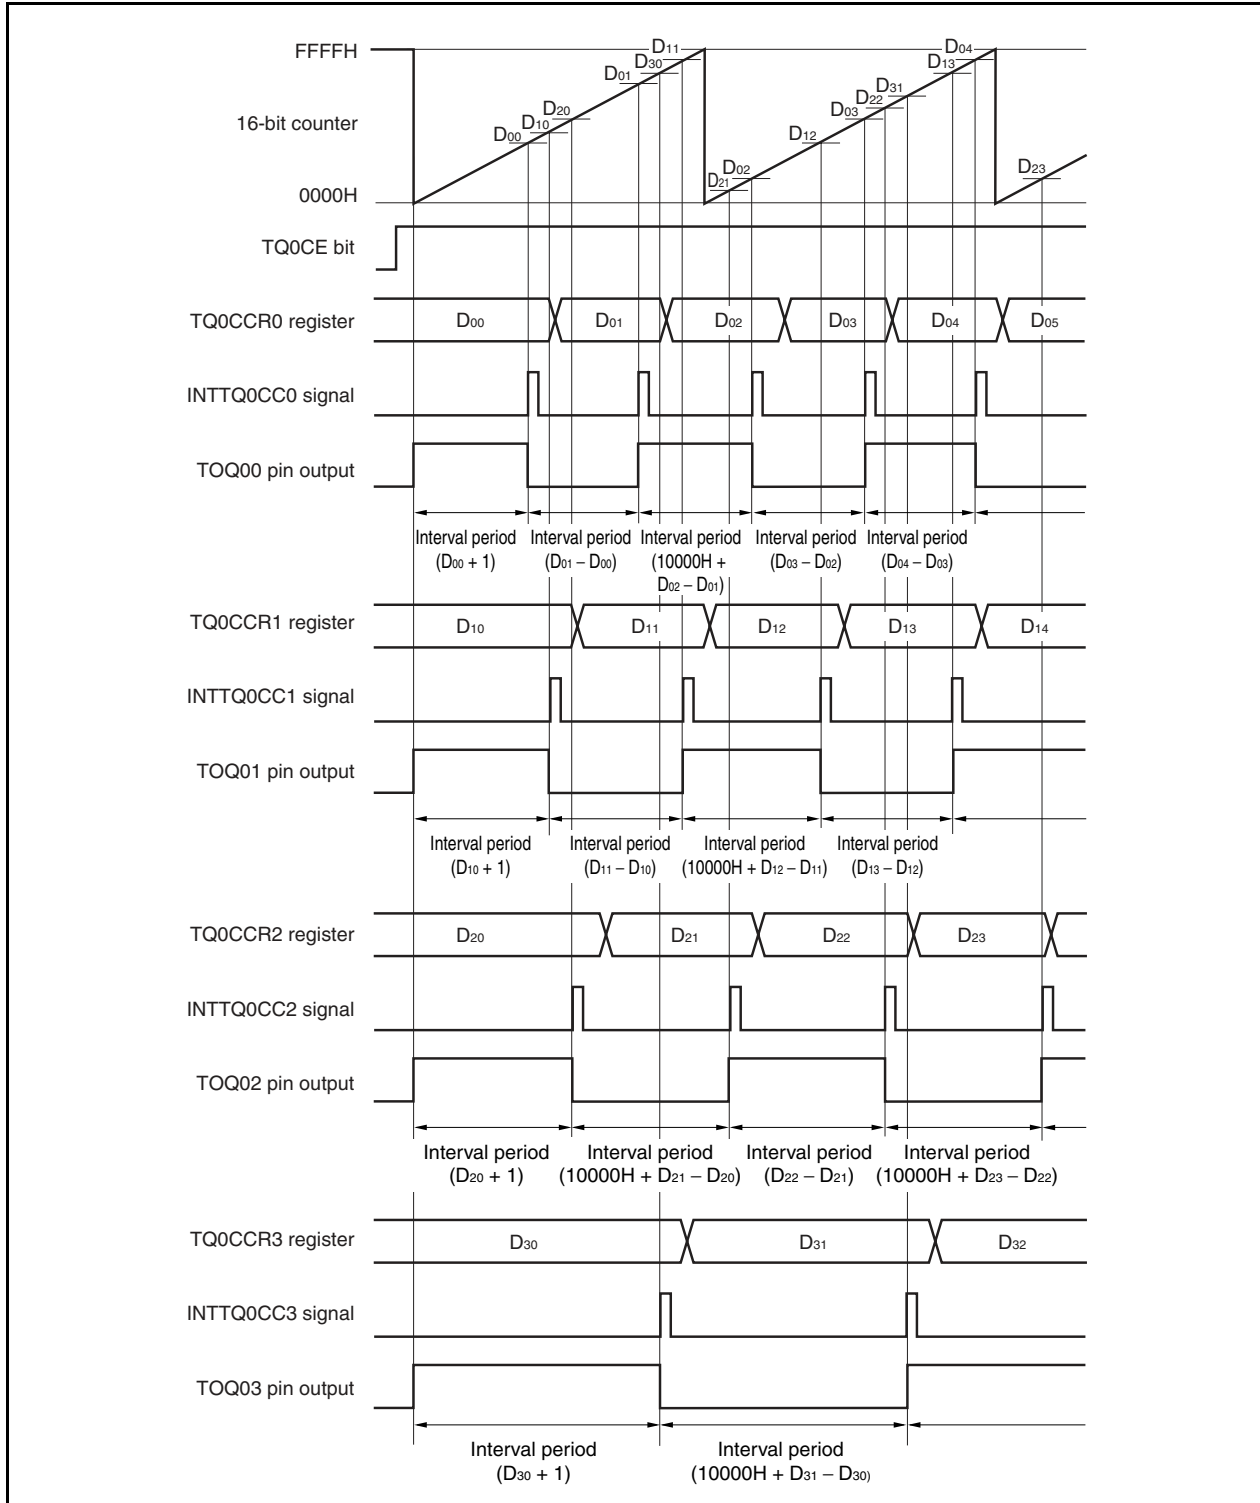 FFFFH
D11
D04
D30
D13
D01
D31
D22
D20
D03
16-bit counter
D10
D00
D12
D02
D23
D21
0000H
TQ0CE bit
TQ0CCR0 register
D00 D01 D02 D03 D04 D05
INTTQ0CC0 signal
TOQ00 pin output
Interval period Interval period Interval period Interval period Interval period
(D00 + 1) (D01 – D00) (10000H + (D03 – D02) (D04 – D03)
D02 – D01)
TQ0CCR1 register
D10 D11 D12 D13 D14
INTTQ0CC1 signal
TOQ01 pin output
Interval period Interval period Interval period Interval period
(D10 + 1) (D11 – D10) (10000H + D12 – D11) (D13 – D12)
TQ0CCR2 register
D20 D21 D22 D23
INTTQ0CC2 signal
TOQ02 pin output
Interval period Interval period Interval period Interval period
(D20 + 1) (10000H + D21 – D20) (D22 – D21) (10000H + D23 – D22)
TQ0CCR3 register
D30 D31 D32
INTTQ0CC3 signal
TOQ03 pin output
Interval period Interval period
(D30 + 1) (10000H + D31 – D30)